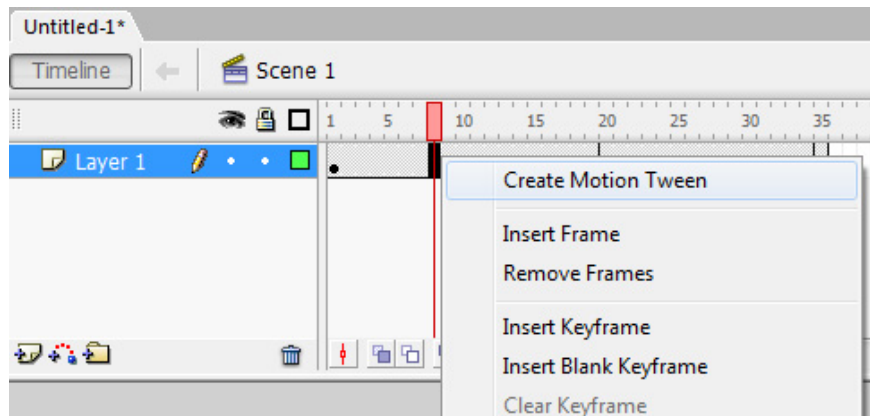 Untitled-1*
Timeline Scene 1
1 5 10 15 20 25 30 35
Layer 1
Create Motion Tween
Insert Frame
Remove Frames
Insert Keyframe
Insert Blank Keyframe
Clear Keyframe